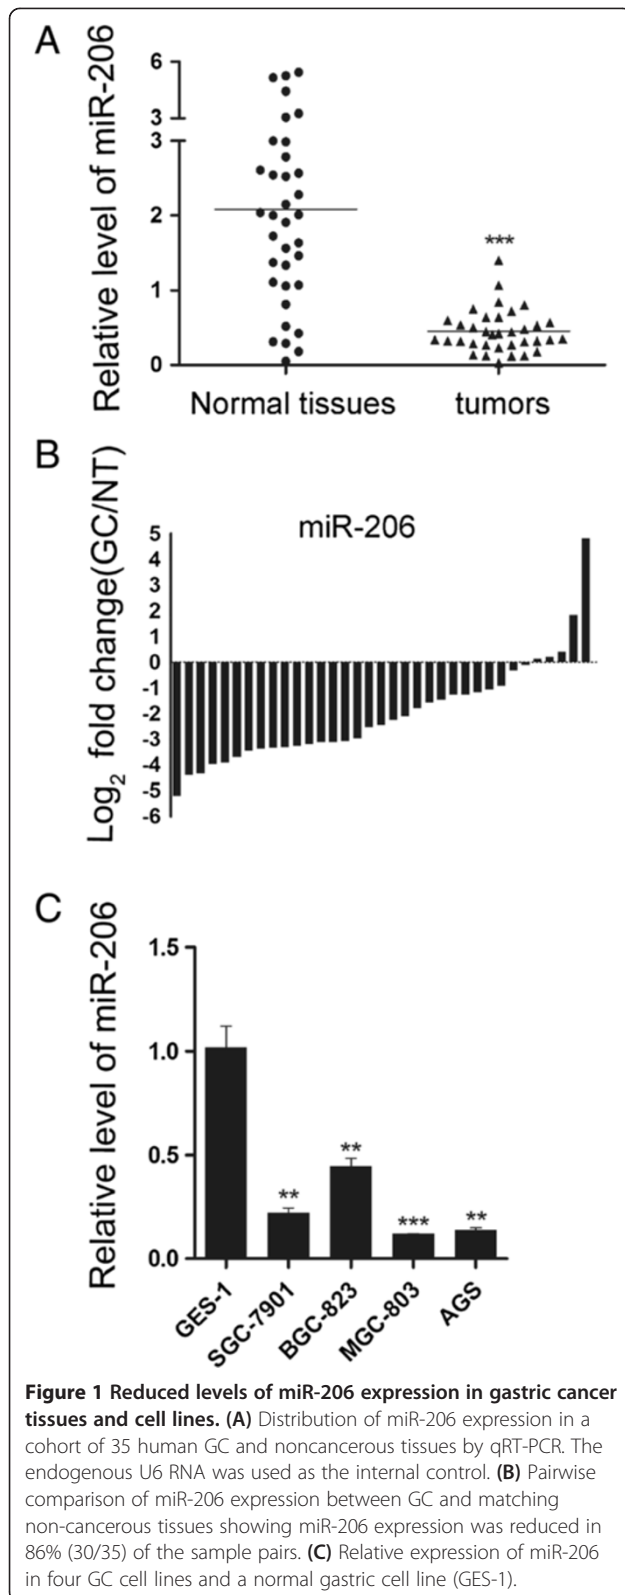 A
Relative level of miR-206
6
3
3
2
1
0
***
Normal tissues
tumors
B
Log2 fold change(GC/NT)
miR-206
5
4
3
2
1
0
-1
-2
-3
-4
-5
-6
C
Relative level of miR-206
1.5
1.0
0.5
0.0
**
**
***
**
GES-1
SGC-7901
BGC-823
MGC-803
AGS
Figure 1 Reduced levels of miR-206 expression in gastric cancer
tissues and cell lines. (A) Distribution of miR-206 expression in a
cohort of 35 human GC and noncancerous tissues by qRT-PCR. The
endogenous U6 RNA was used as the internal control. (B) Pairwise
comparison of miR-206 expression between GC and matching
non-cancerous tissues showing miR-206 expression was reduced in
86% (30/35) of the sample pairs. (C) Relative expression of miR-206
in four GC cell lines and a normal gastric cell line (GES-1).